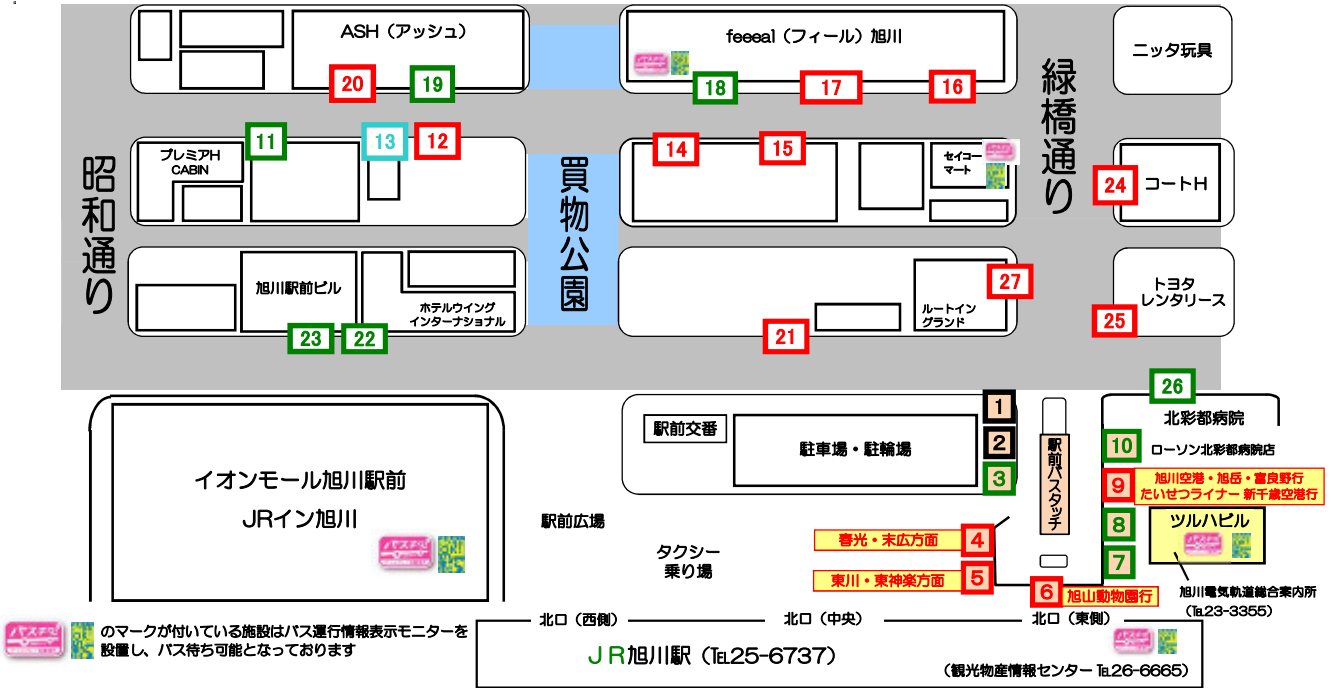 ASH（アッシュ）
20
19
feeeal（フィール）旭川
18
17
16
ニッタ玩具
昭和通り
プレミアH
CABIN
11
13
12
買物公園
14
15
セイコー
マート
緑橋通り
24
コートH
旭川駅前ビル
ホテルウイング
インターナショナル
23
22
21
ルートイン
グランド
27
トヨタ
レンタリース
25
26
北彩都病院
イオンモール旭川駅前
JRイン旭川
バスナビ
駅前交番
駐車場・駐輪場
1
2
3
駅前バスタッチ
10
ローソン北彩都病院店
9
旭川空港・旭岳・富良野行
たいせつライナー 新千歳空港行
8
7
ツルハビル
駅前広場
タクシー
乗り場
春光・末広方面
4
東川・東神楽方面
5
6
旭山動物園行
旭川電気軌道総合案内所
（℡23-3355）
北口（西側）
北口（中央）
北口（東側）
バスナビ
のマークが付いている施設はバス運行情報表示モニターを
設置し、バス待ち可能となっております
ＪＲ旭川駅（℡25-6737）
（観光物産情報センター ℡26-6665）